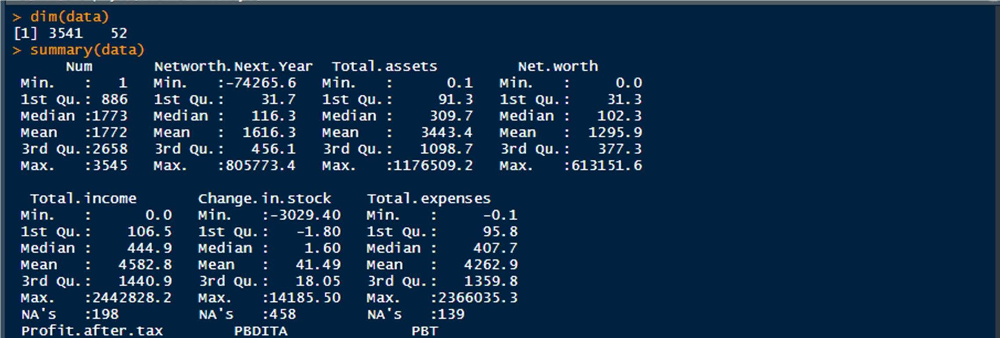 > dim(data)
[1] 3541   52
> summary(data)
      Num       Networth.Next.Year  Total.assets         Net.worth
 Min.   :   1   Min.   :-74265.6   Min.   :      0.1   Min.   :     0.0
 1st Qu.: 886   1st Qu.:    31.7   1st Qu.:     91.3   1st Qu.:    31.3
 Median :1773   Median :   116.3   Median :    309.7   Median :   102.3
 Mean   :1772   Mean   :  1616.3   Mean   :   3443.4   Mean   :  1295.9
 3rd Qu.:2658   3rd Qu.:   456.1   3rd Qu.:   1098.7   3rd Qu.:   377.3
 Max.   :3545   Max.   :805773.4   Max.   :1176509.2   Max.   :613151.6
  Total.income       Change.in.stock    Total.expenses
 Min.   :      0.0   Min.   :-3029.40   Min.   :     -0.1
 1st Qu.:    106.5   1st Qu.:   -1.80   1st Qu.:     95.8
 Median :    444.9   Median :    1.60   Median :    407.7
 Mean   :   4582.8   Mean   :   41.49   Mean   :   4262.9
 3rd Qu.:   1440.9   3rd Qu.:   18.05   3rd Qu.:   1359.8
 Max.   :2442828.2   Max.   :14185.50   Max.   :2366035.3
 NA's   :198         NA's   :458        NA's   :139
 Profit.after.tax        PBDITA              PBT